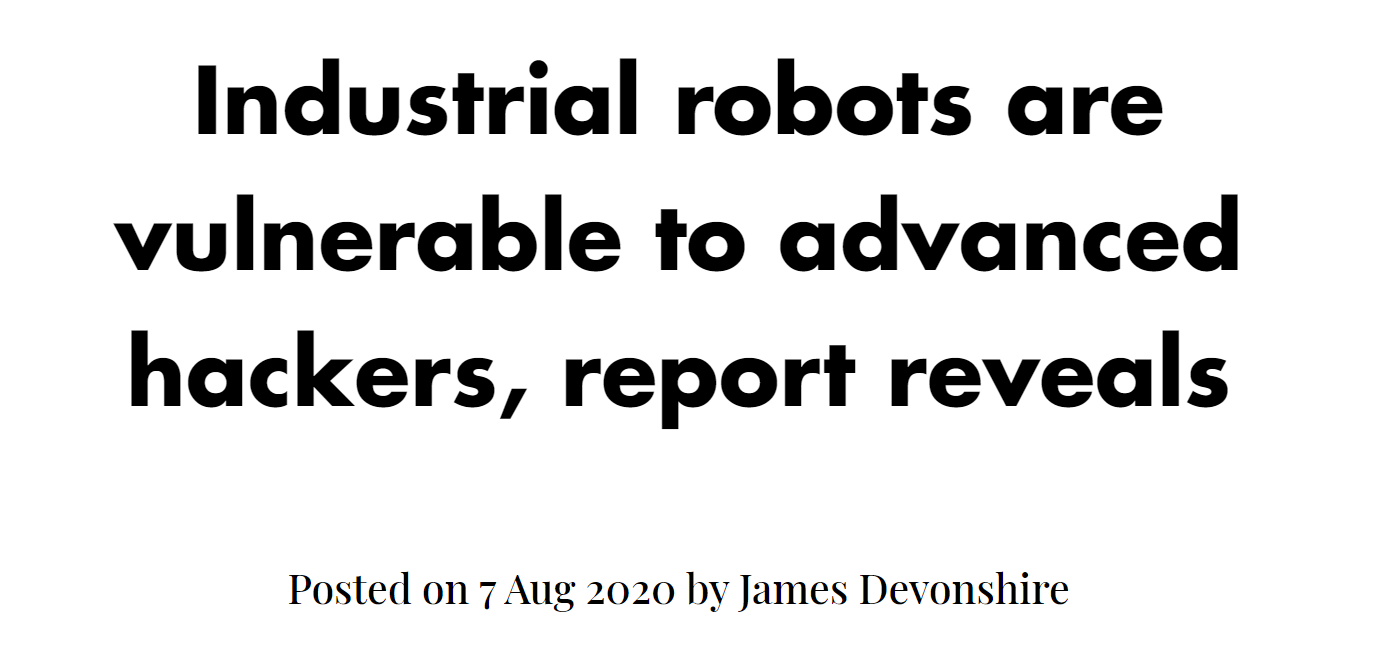 Industrial robots are
vulnerable to advanced
hackers, report reveals
Posted on 7 Aug 2020 by James Devonshire